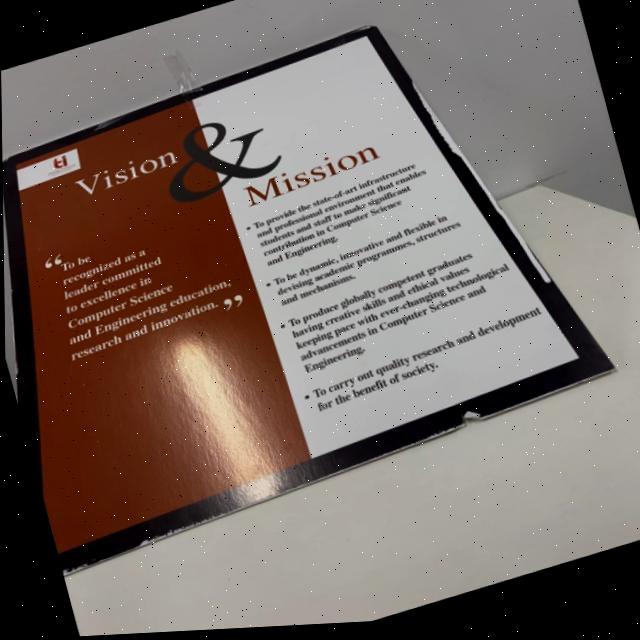 Vision & Mission
“To be
recognized as a
leader committed
to excellence in
Computer Science
and Engineering education,
research and innovation.”
• To provide the state-of-art infrastructure
and professional environment that enables
students and staff to make significant
contribution in Computer Science
and Engineering.
• To be dynamic, innovative and flexible in
devising academic programmes, structures
and mechanisms.
• To produce globally competent graduates
having creative skills and ethical values
keeping pace with ever-changing technological
advancements in Computer Science and
Engineering.
• To carry out quality research and development
for the benefit of society.